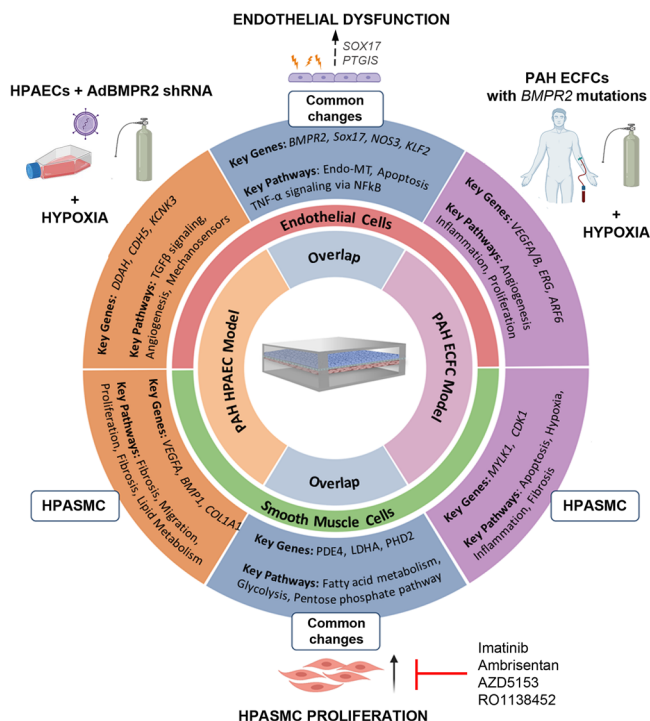 ENDOTHELIAL DYSFUNCTION
SOX17
PTGIS
HPAECs + AdBMPR2 shRNA
+
HYPOXIA
PAH ECFCs
with BMPR2 mutations
+
HYPOXIA
Common
changes
Key Genes: BMPR2, Sox17, NOS3, KLF2
Key Pathways: Endo-MT, Apoptosis
TNF-α signaling via NFkB
Key Genes: DDAH, CDH5, KCNK3
Key Pathways: TGFβ signaling,
Angiogenesis, Mechanosensors
Key Genes: VEGFA/B, ERG, ARF6
Key Pathways: Angiogenesis
Inflammation, Proliferation
Endothelial Cells
Overlap
PAH HPAEC Model
PAH ECFC Model
Overlap
Smooth Muscle Cells
HPASMC
Key Genes: VEGFA, BMP1, COL1A1
Key Pathways: Fibrosis, Migration,
Proliferation, Fibrosis, Lipid Metabolism
HPASMC
Key Genes: MYLK1, CDK1
Key Pathways: Apoptosis, Hypoxia,
Inflammation, Fibrosis
Key Genes: PDE4, LDHA, PHD2
Key Pathways: Fatty acid metabolism,
Glycolysis, Pentose phosphate pathway
Common
changes
Imatinib
Ambrisentan
AZD5153
RO1138452
HPASMC PROLIFERATION